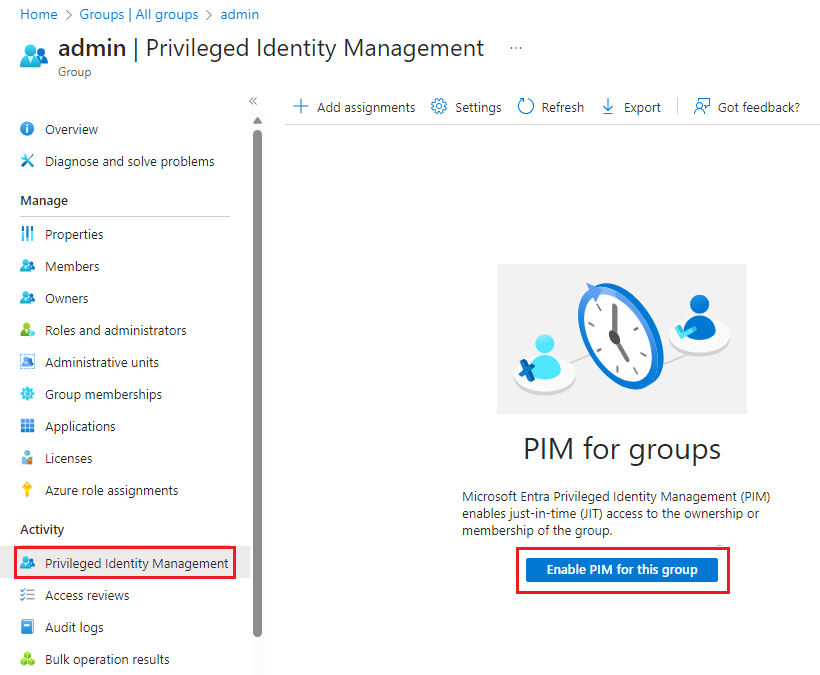 Home > Groups | All groups > admin
admin | Privileged Identity Management ...
Group
«
Add assignments Settings Refresh Export Got feedback?
Overview
Diagnose and solve problems
Manage
Properties
Members
Owners
Roles and administrators
Administrative units
Group memberships
Applications
Licenses
Azure role assignments
Activity
Privileged Identity Management
Access reviews
Audit logs
Bulk operation results
PIM for groups
Microsoft Entra Privileged Identity Management (PIM)
enables just-in-time (JIT) access to the ownership or
membership of the group.
Enable PIM for this group